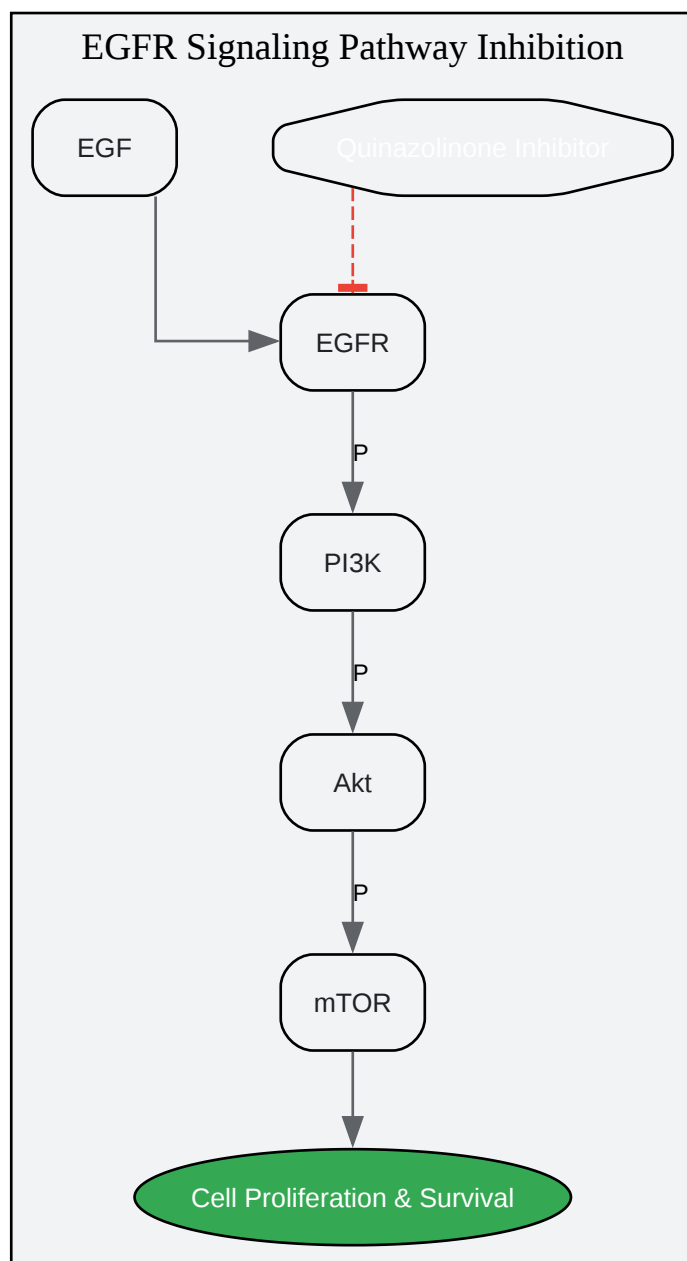 EGFR Signaling Pathway Inhibition
EGF
Quinazolinone Inhibitor
EGFR
P
PI3K
P
Akt
P
mTOR
Cell Proliferation & Survival